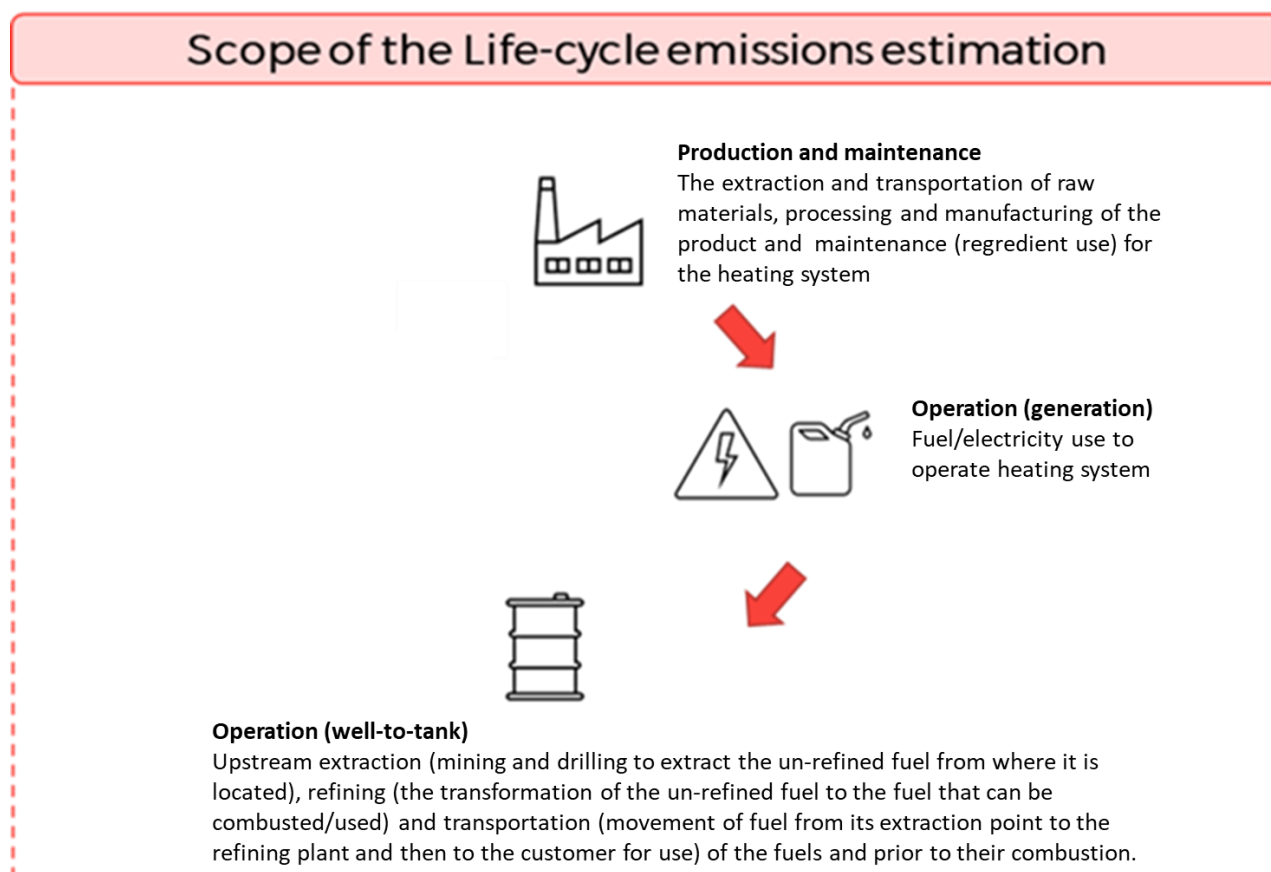 Scope of the Life-cycle emissions estimation
Production and maintenance
The extraction and transportation of raw
materials, processing and manufacturing of the
product and maintenance (regredient use) for
the heating system
Operation (generation)
Fuel/electricity use to
operate heating system
Operation (well-to-tank)
Upstream extraction (mining and drilling to extract the un-refined fuel from where it is
located), refining (the transformation of the un-refined fuel to the fuel that can be
combusted/used) and transportation (movement of fuel from its extraction point to the
refining plant and then to the customer for use) of the fuels and prior to their combustion.